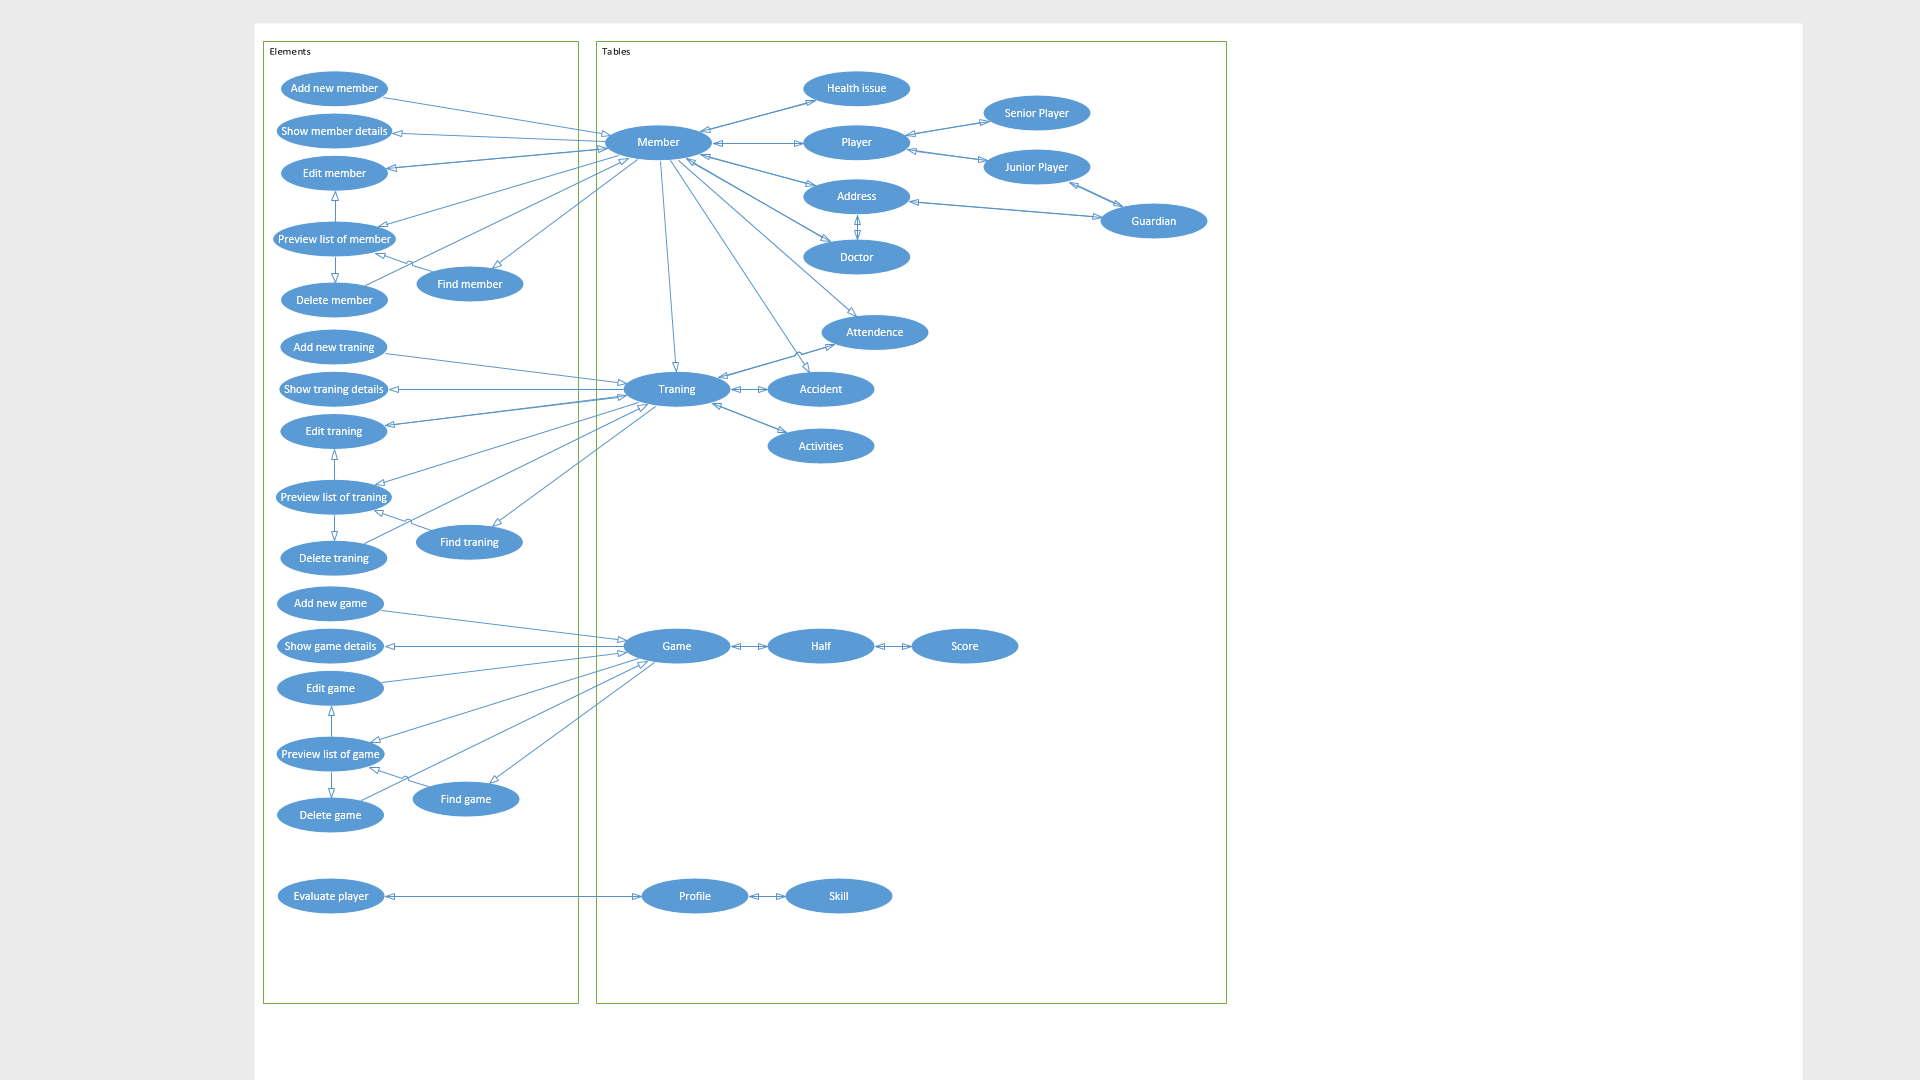 Elements
Add new member
Show member details
Edit member
Preview list of member
Find member
Delete member
Add new traning
Show traning details
Edit traning
Preview list of traning
Find traning
Delete traning
Add new game
Show game details
Edit game
Preview list of game
Find game
Delete game
Evaluate player
Tables
Health issue
Member
Player
Senior Player
Junior Player
Address
Guardian
Doctor
Attendence
Traning
Accident
Activities
Game
Half
Score
Profile
Skill